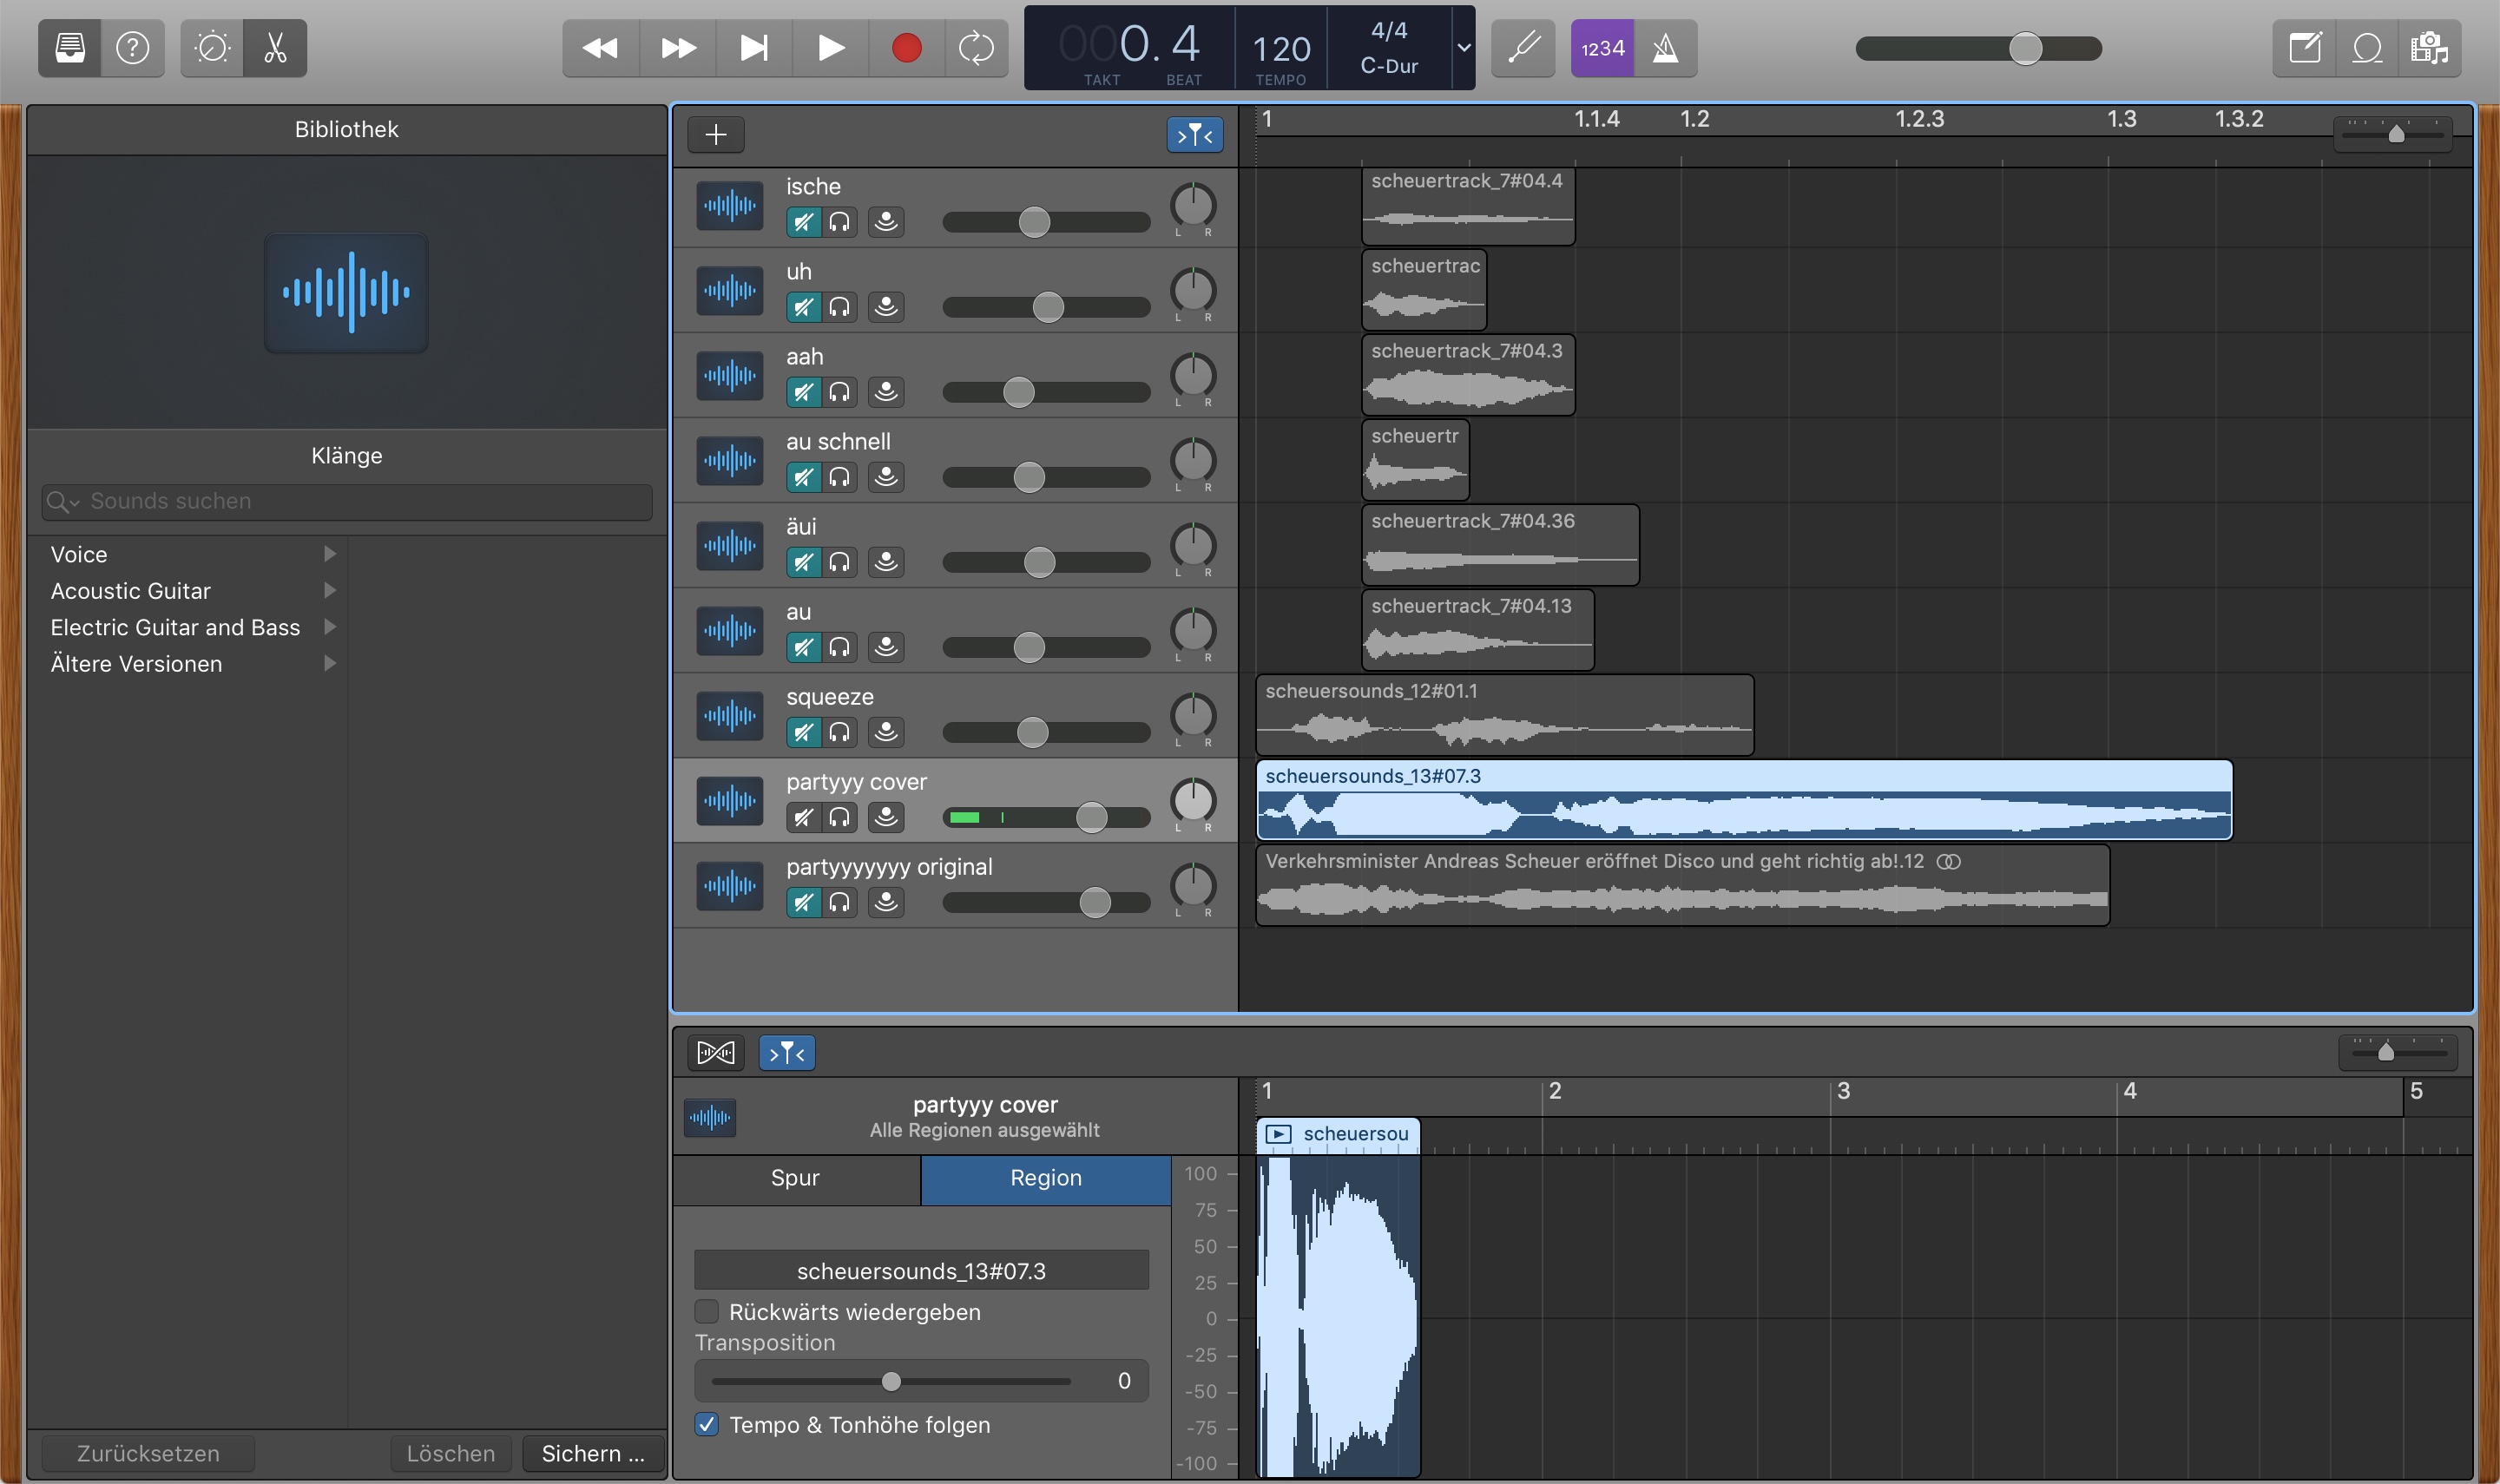 ?
000. 4
TAKT BEAT
120
TEMPO
4/4
C-Dur
1234
Bibliothek
Klänge
Sounds suchen
Voice
Acoustic Guitar
Electric Guitar and Bass
Ältere Versionen
Zurücksetzen
Löschen
Sichern ...
1 1.1.4 1.2 1.2.3 1.3 1.3.2
ische
L R
scheuertrack_7#04.4
uh
L R
scheuertrac
aah
L R
scheuertrack_7#04.3
au schnell
L R
scheuertr
äui
L R
scheuertrack_7#04.36
au
L R
scheuertrack_7#04.13
squeeze
L R
scheuersounds_12#01.1
partyyy cover
L R
scheuersounds_13#07.3
partyyyyyyy original
L R
Verkehrsminister Andreas Scheuer eröffnet Disco und geht richtig ab!.12
partyyy cover
Alle Regionen ausgewählt
Spur
Region
scheuersounds_13#07.3
Rückwärts wiedergeben
Transposition
0
Tempo & Tonhöhe folgen
1 2 3 4 5
scheuersou
100
75
50
25
0
-25
-50
-75
-100